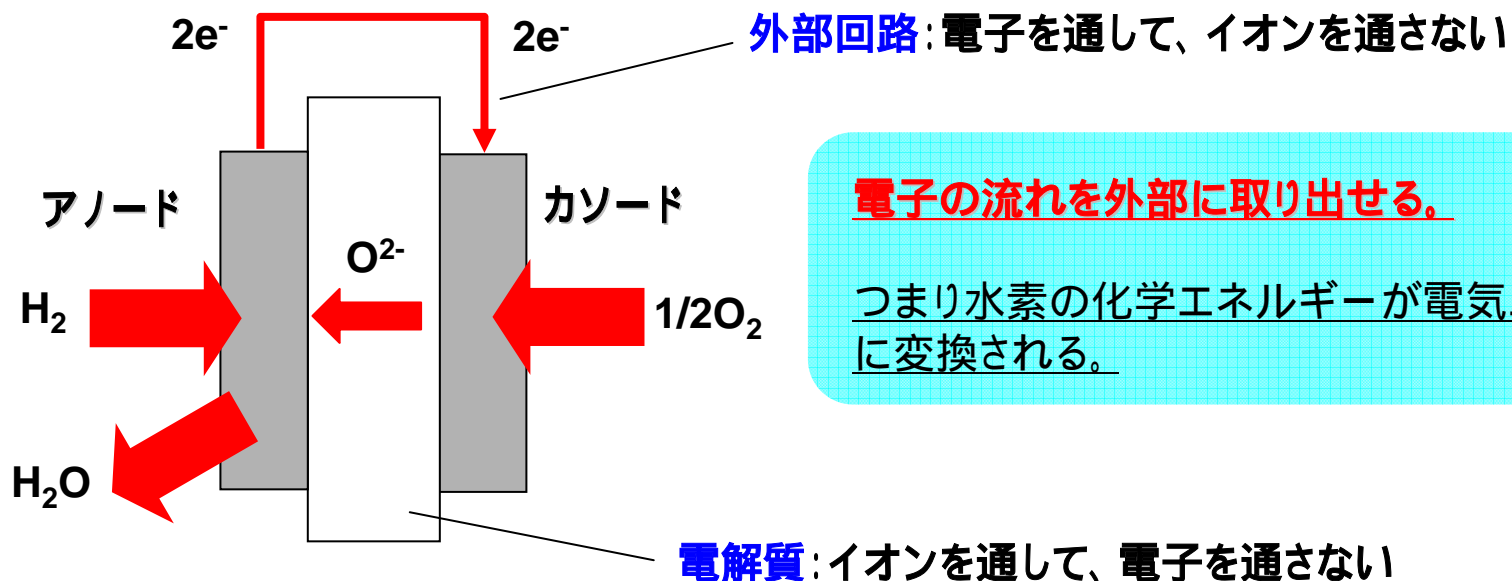 2e⁻
2e⁻
外部回路:電子を通して、イオンを通さない
アノード
カソード
電子の流れを外部に取り出せる。
O²⁻
H₂
1/2O₂
つまり水素の化学エネルギーが電気
に変換される。
H₂O
電解質:イオンを通して、電子を通さない